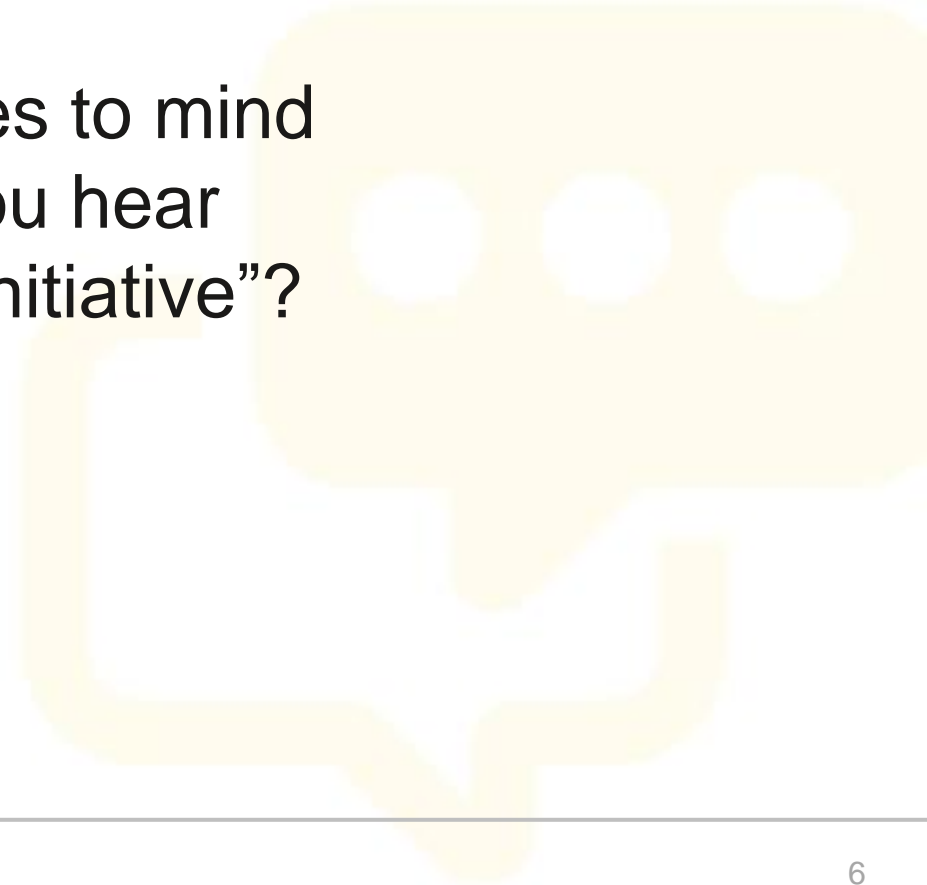 es to mind
ou hear
nitiative”?
6